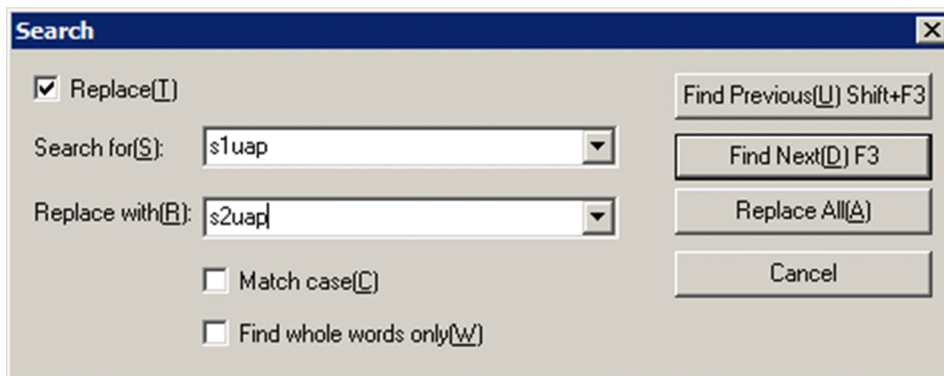 Search
Replace(T)
Find Previous(U) Shift+F3
Search for(S):
s1uap
Find Next(D) F3
Replace with(R):
s2uap
Replace All(A)
Match case(C)
Cancel
Find whole words only(W)